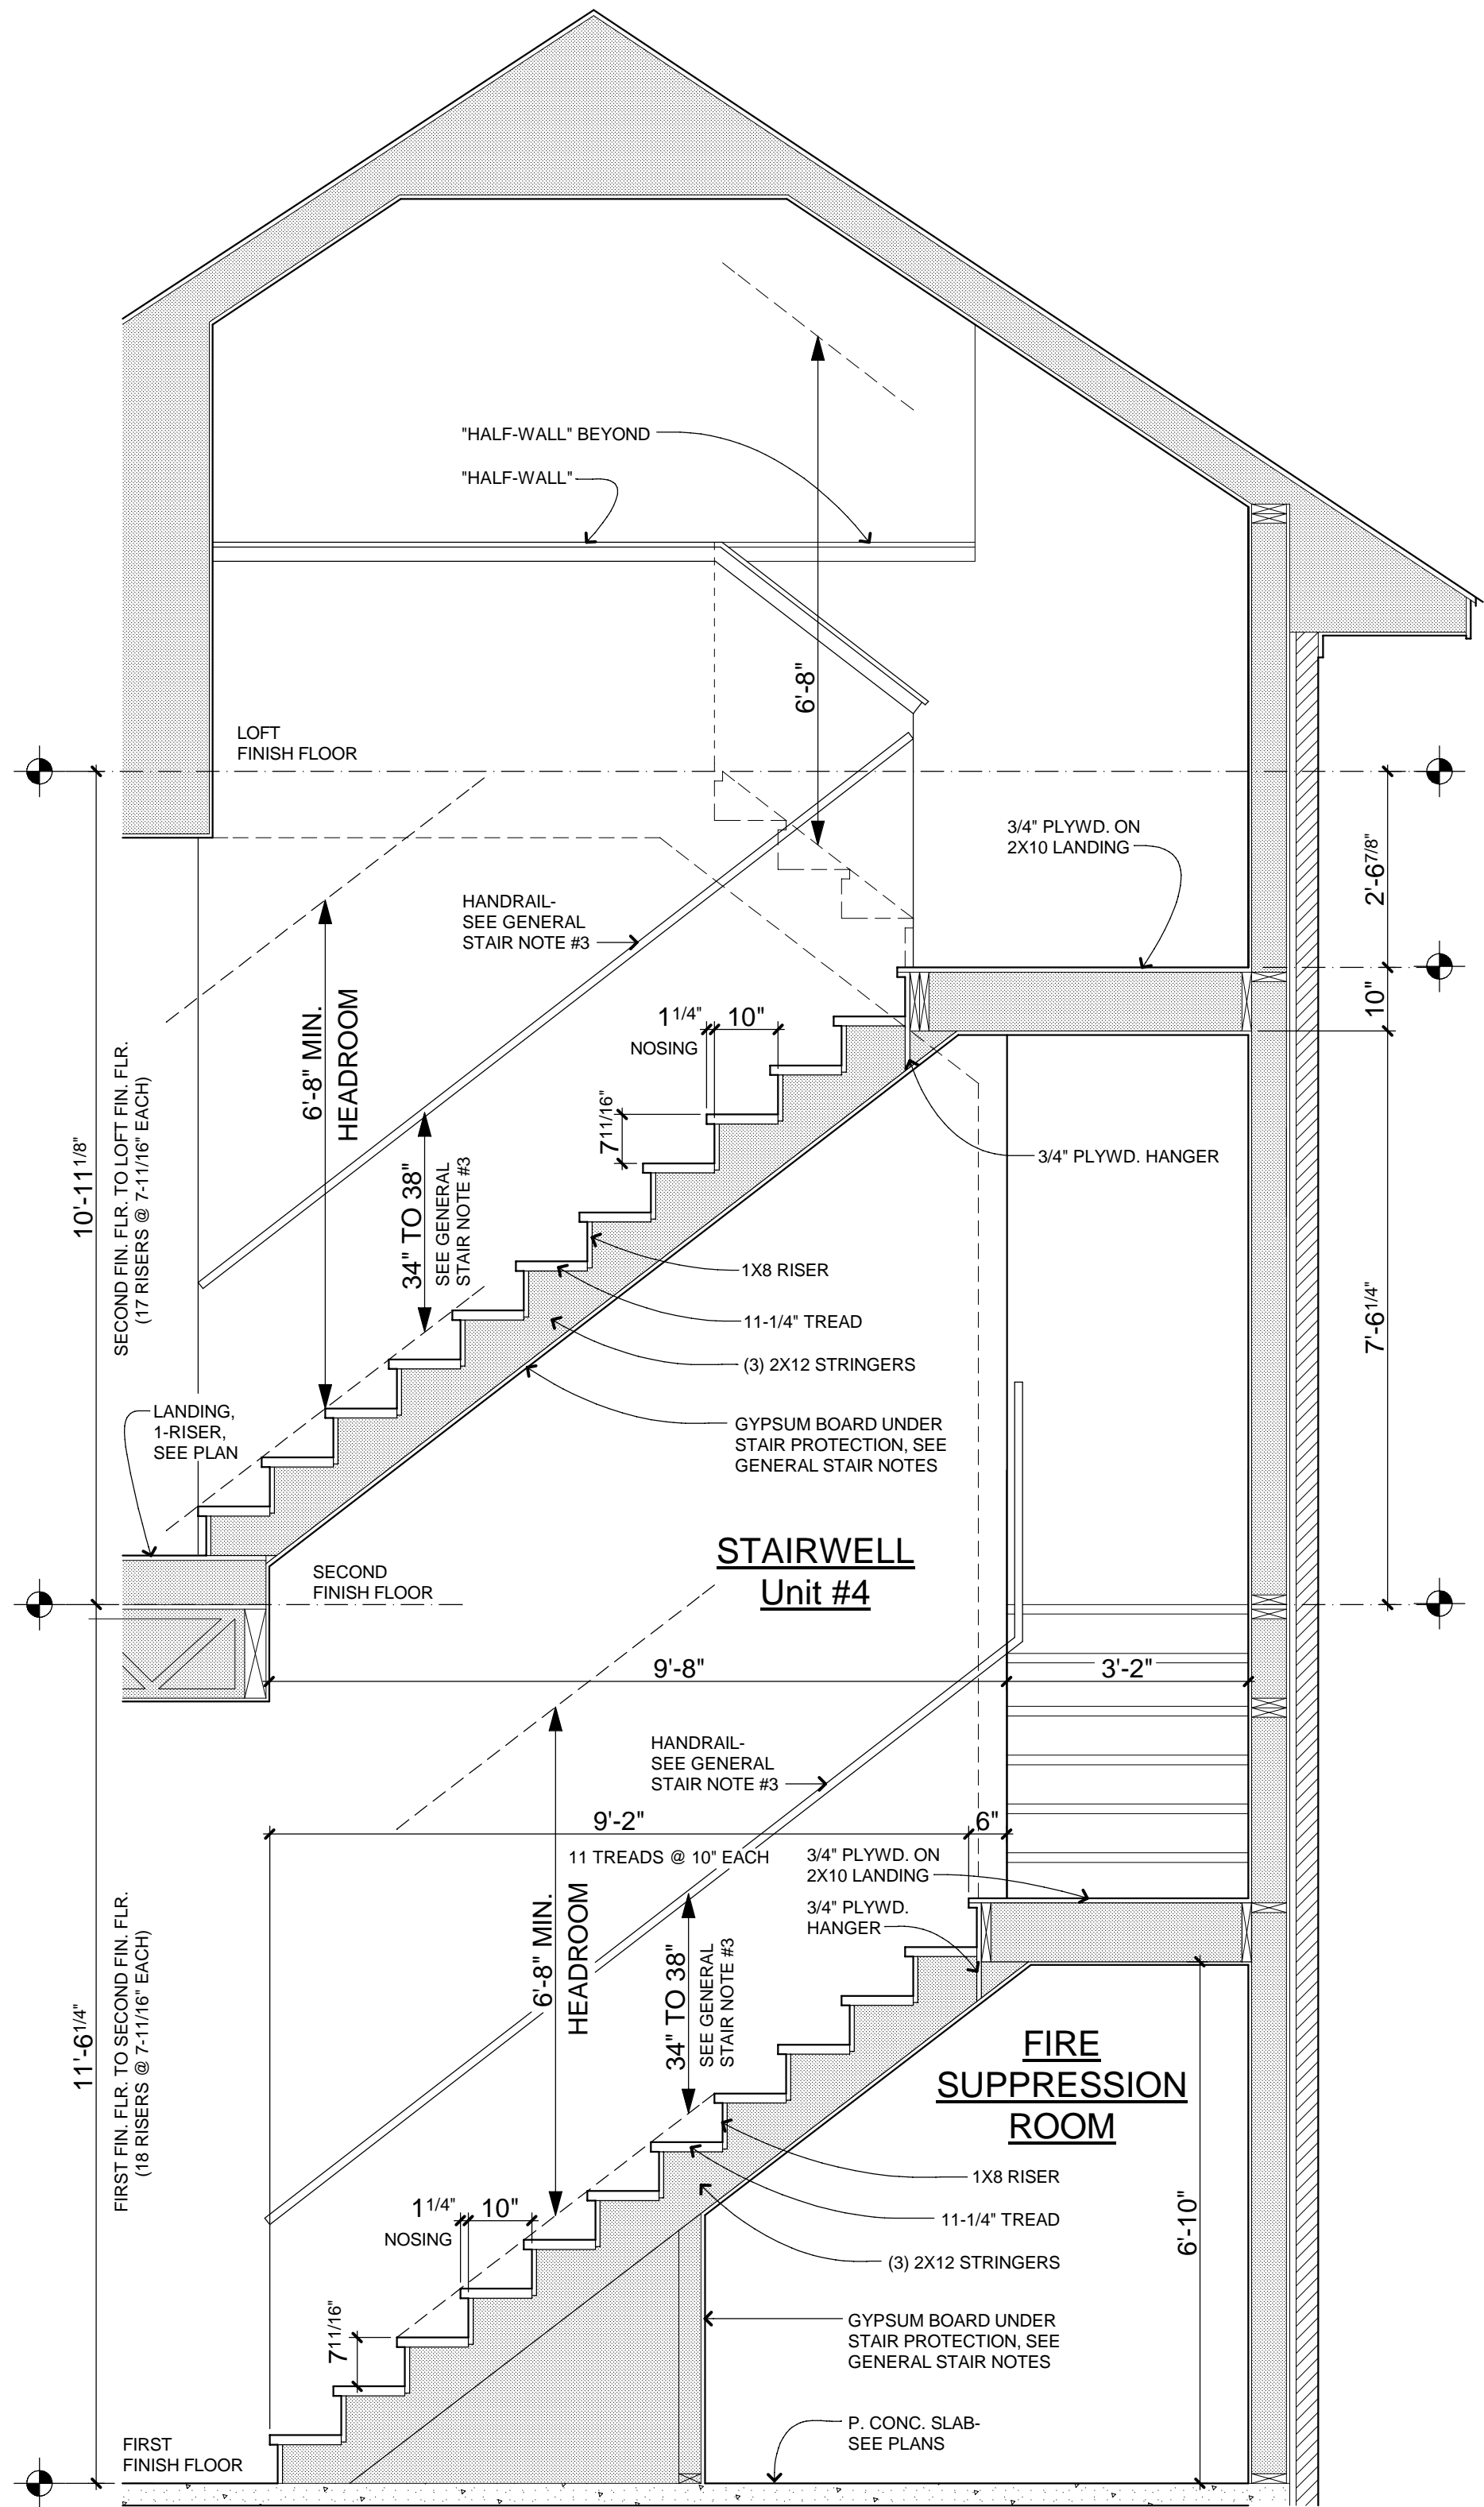 "HALF-WALL" BEYOND
"HALF-WALL"
6'-8"
LOFT
FINISH FLOOR
3/4" PLYWD. ON
2X10 LANDING
2'-6 7/8"
HANDRAIL-
SEE GENERAL
STAIR NOTE #3
10"
6'-8" MIN.
HEADROOM
1 1/4"
10"
NOSING
7 11/16"
3/4" PLYWD. HANGER
10'-11 1/8"
SECOND FIN. FLR. TO LOFT FIN. FLR.
(17 RISERS @ 7-11/16" EACH)
34" TO 38"
SEE GENERAL
STAIR NOTE #3
1X8 RISER
11-1/4" TREAD
(3) 2X12 STRINGERS
7'-6 1/4"
LANDING,
1-RISER,
SEE PLAN
GYPSUM BOARD UNDER
STAIR PROTECTION, SEE
GENERAL STAIR NOTES
STAIRWELL
Unit #4
SECOND
FINISH FLOOR
9'-8"
3'-2"
HANDRAIL-
SEE GENERAL
STAIR NOTE #3
9'-2"
6"
11 TREADS @ 10" EACH
3/4" PLYWD. ON
2X10 LANDING
3/4" PLYWD.
HANGER
6'-8" MIN.
HEADROOM
34" TO 38"
SEE GENERAL
STAIR NOTE #3
11'-6 1/4"
FIRST FIN. FLR. TO SECOND FIN. FLR.
(18 RISERS @ 7-11/16" EACH)
FIRE
SUPPRESSION
ROOM
1X8 RISER
11-1/4" TREAD
(3) 2X12 STRINGERS
6'-10"
1 1/4"
10"
NOSING
7 11/16"
GYPSUM BOARD UNDER
STAIR PROTECTION, SEE
GENERAL STAIR NOTES
P. CONC. SLAB-
SEE PLANS
FIRST
FINISH FLOOR